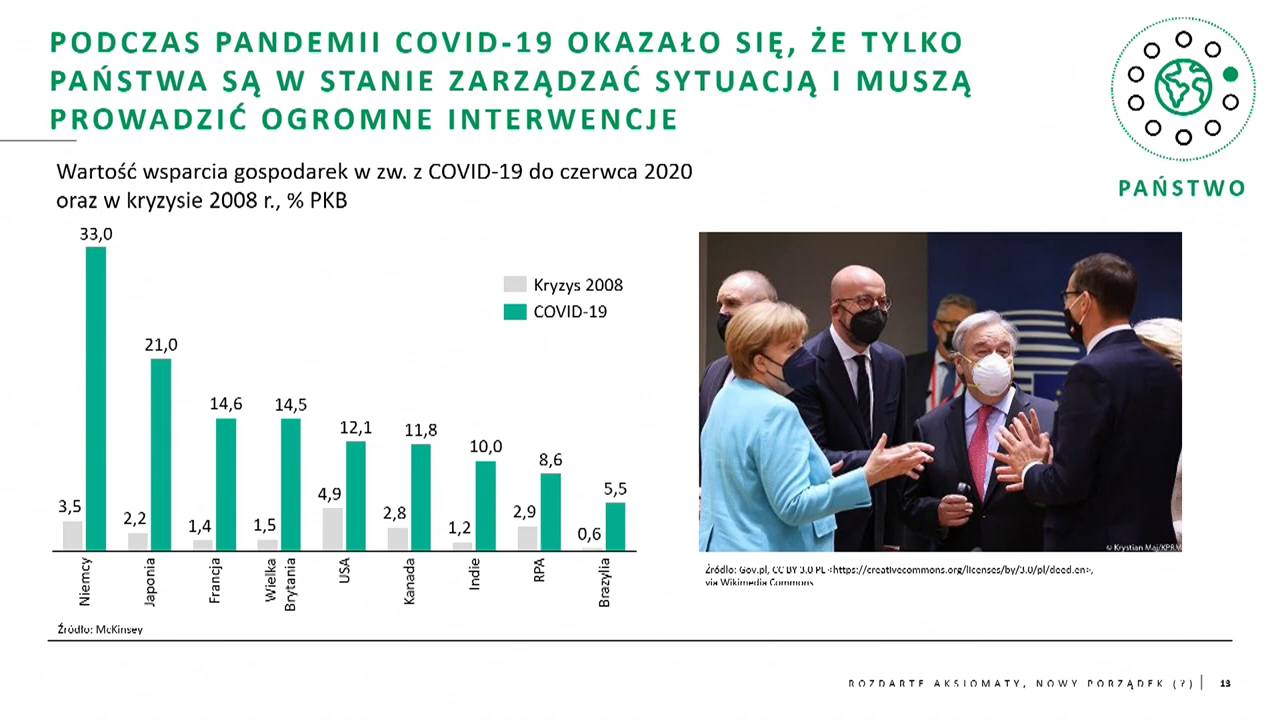 PODCZAS PANDEMII COVID-19 OKAZAŁO SIĘ, ŻE TYLKO
PAŃSTWA SĄ W STANIE ZARZĄDZAĆ SYTUACJĄ I MUSZĄ
PROWADZIĆ OGROMNE INTERWENCJE
PAŃSTWO
Wartość wsparcia gospodarek w zw. z COVID-19 do czerwca 2020
oraz w kryzysie 2008 r., % PKB
Kryzys 2008
COVID-19
33,0
21,0
14,6
14,5
12,1
11,8
10,0
8,6
5,5
3,5
2,2
1,4
1,5
4,9
2,8
1,2
2,9
0,6
Niemcy
Japonia
Francja
Wielka
Brytania
USA
Kanada
Indie
RPA
Brazylia
Źródło: McKinsey
© Krystian Maj/KPRM
Źródło: Gov.pl, CC BY 3.0 PL <https://creativecommons.org/licenses/by/3.0/pl/deed.en>,
via Wikimedia Commons
ROZDARTE AKSJOMATY, NOWY PORZĄDEK (?) | 13